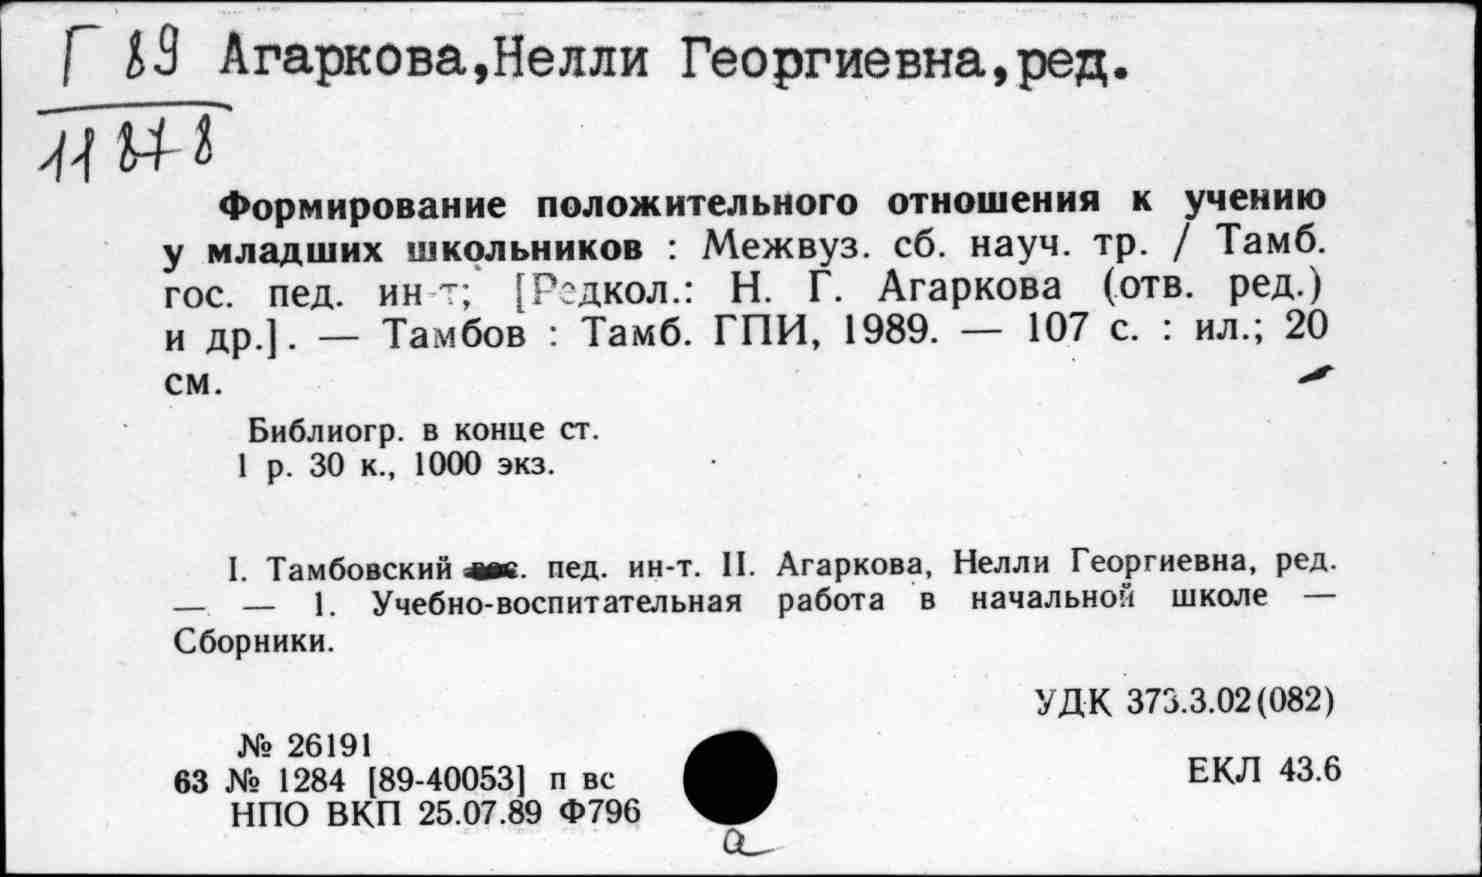 Г 89 Агаркова,Нелли Георгиевна,ред.
Формирование положительного отношения к учению
у младших школьников : Межвуз. сб. науч. тр. / Тамб.
гос. пед. ин-т; [Редкол.: Н. Г. Агаркова (отв. ред.)
и др.]. — Тамбов : Тамб. ГПИ, 1989. — 107 с. : ил.; 20
см.
Библиогр. в конце ст.
1 р. 30 к., 1000 экз.
I. Тамбовский пед. ин-т. II. Агаркова, Нелли Георгиевна, ред.
— — 1. Учебно-воспитательная работа в начальной школе —
Сборники.
УДК 373.3.02(082)
№ 26191
63 № 1284 [89-40053] п вс
ЕКЛ 43.6
НПО ВКП 25.07.89 Ф796